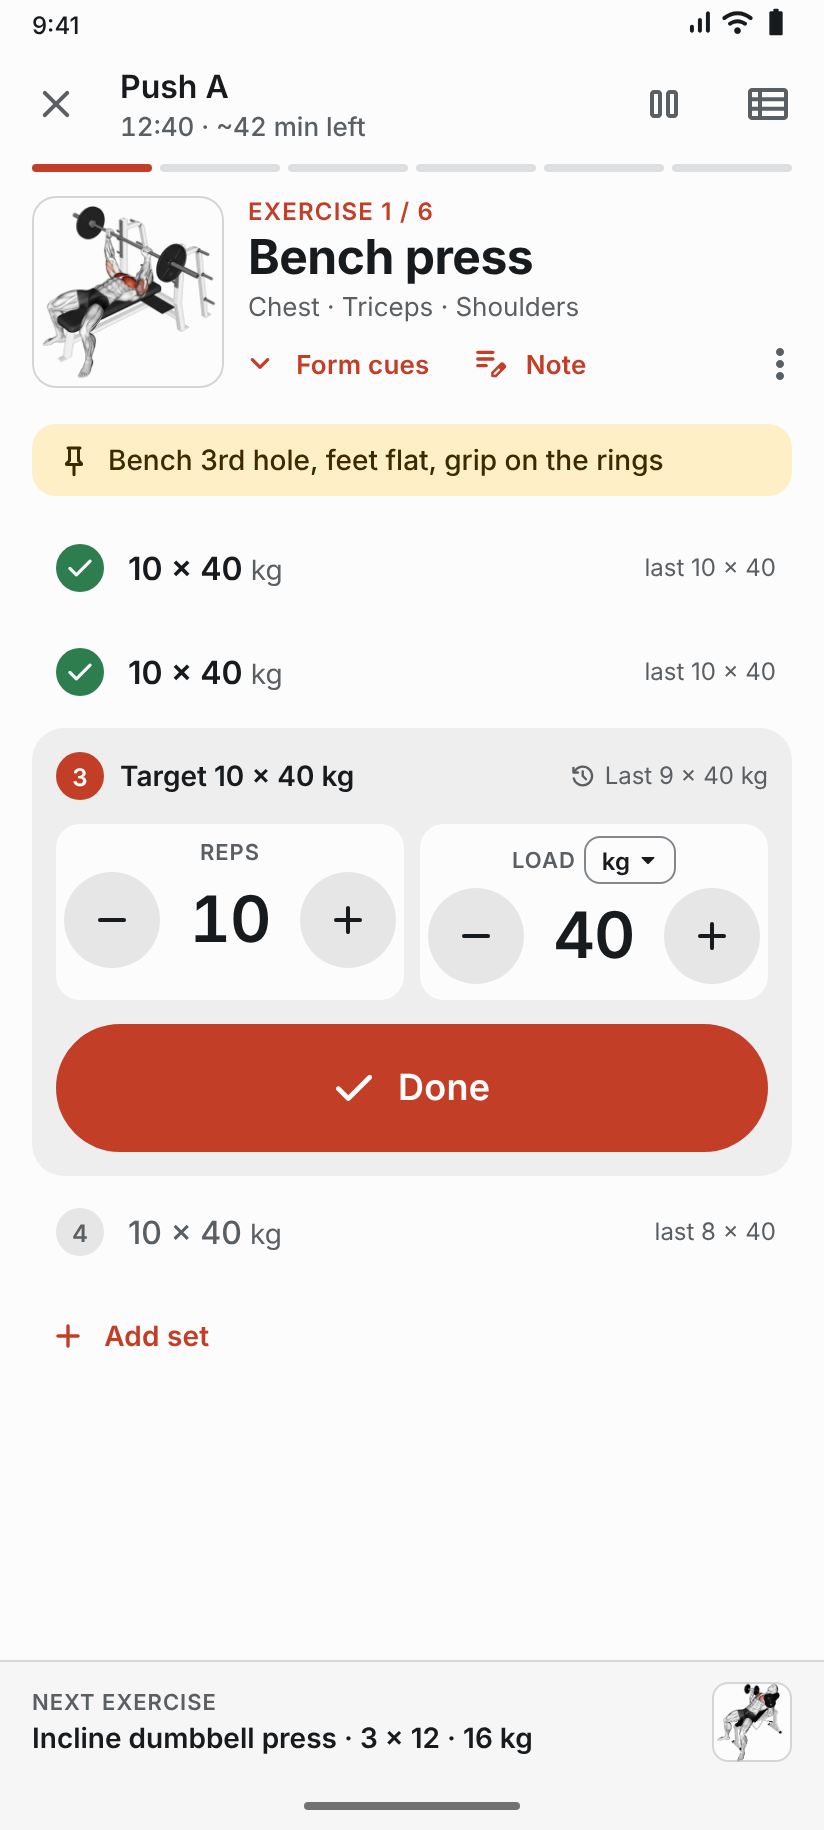 9:41
Push A
12:40 · ~42 min left
EXERCISE 1 / 6
Bench press
Chest · Triceps · Shoulders
Form cues
Note
Bench 3rd hole, feet flat, grip on the rings
10 × 40 kg
last 10 × 40
10 × 40 kg
last 10 × 40
3
Target 10 × 40 kg
Last 9 × 40 kg
REPS
10
LOAD
kg
40
Done
4
10 × 40 kg
last 8 × 40
Add set
NEXT EXERCISE
Incline dumbbell press · 3 × 12 · 16 kg